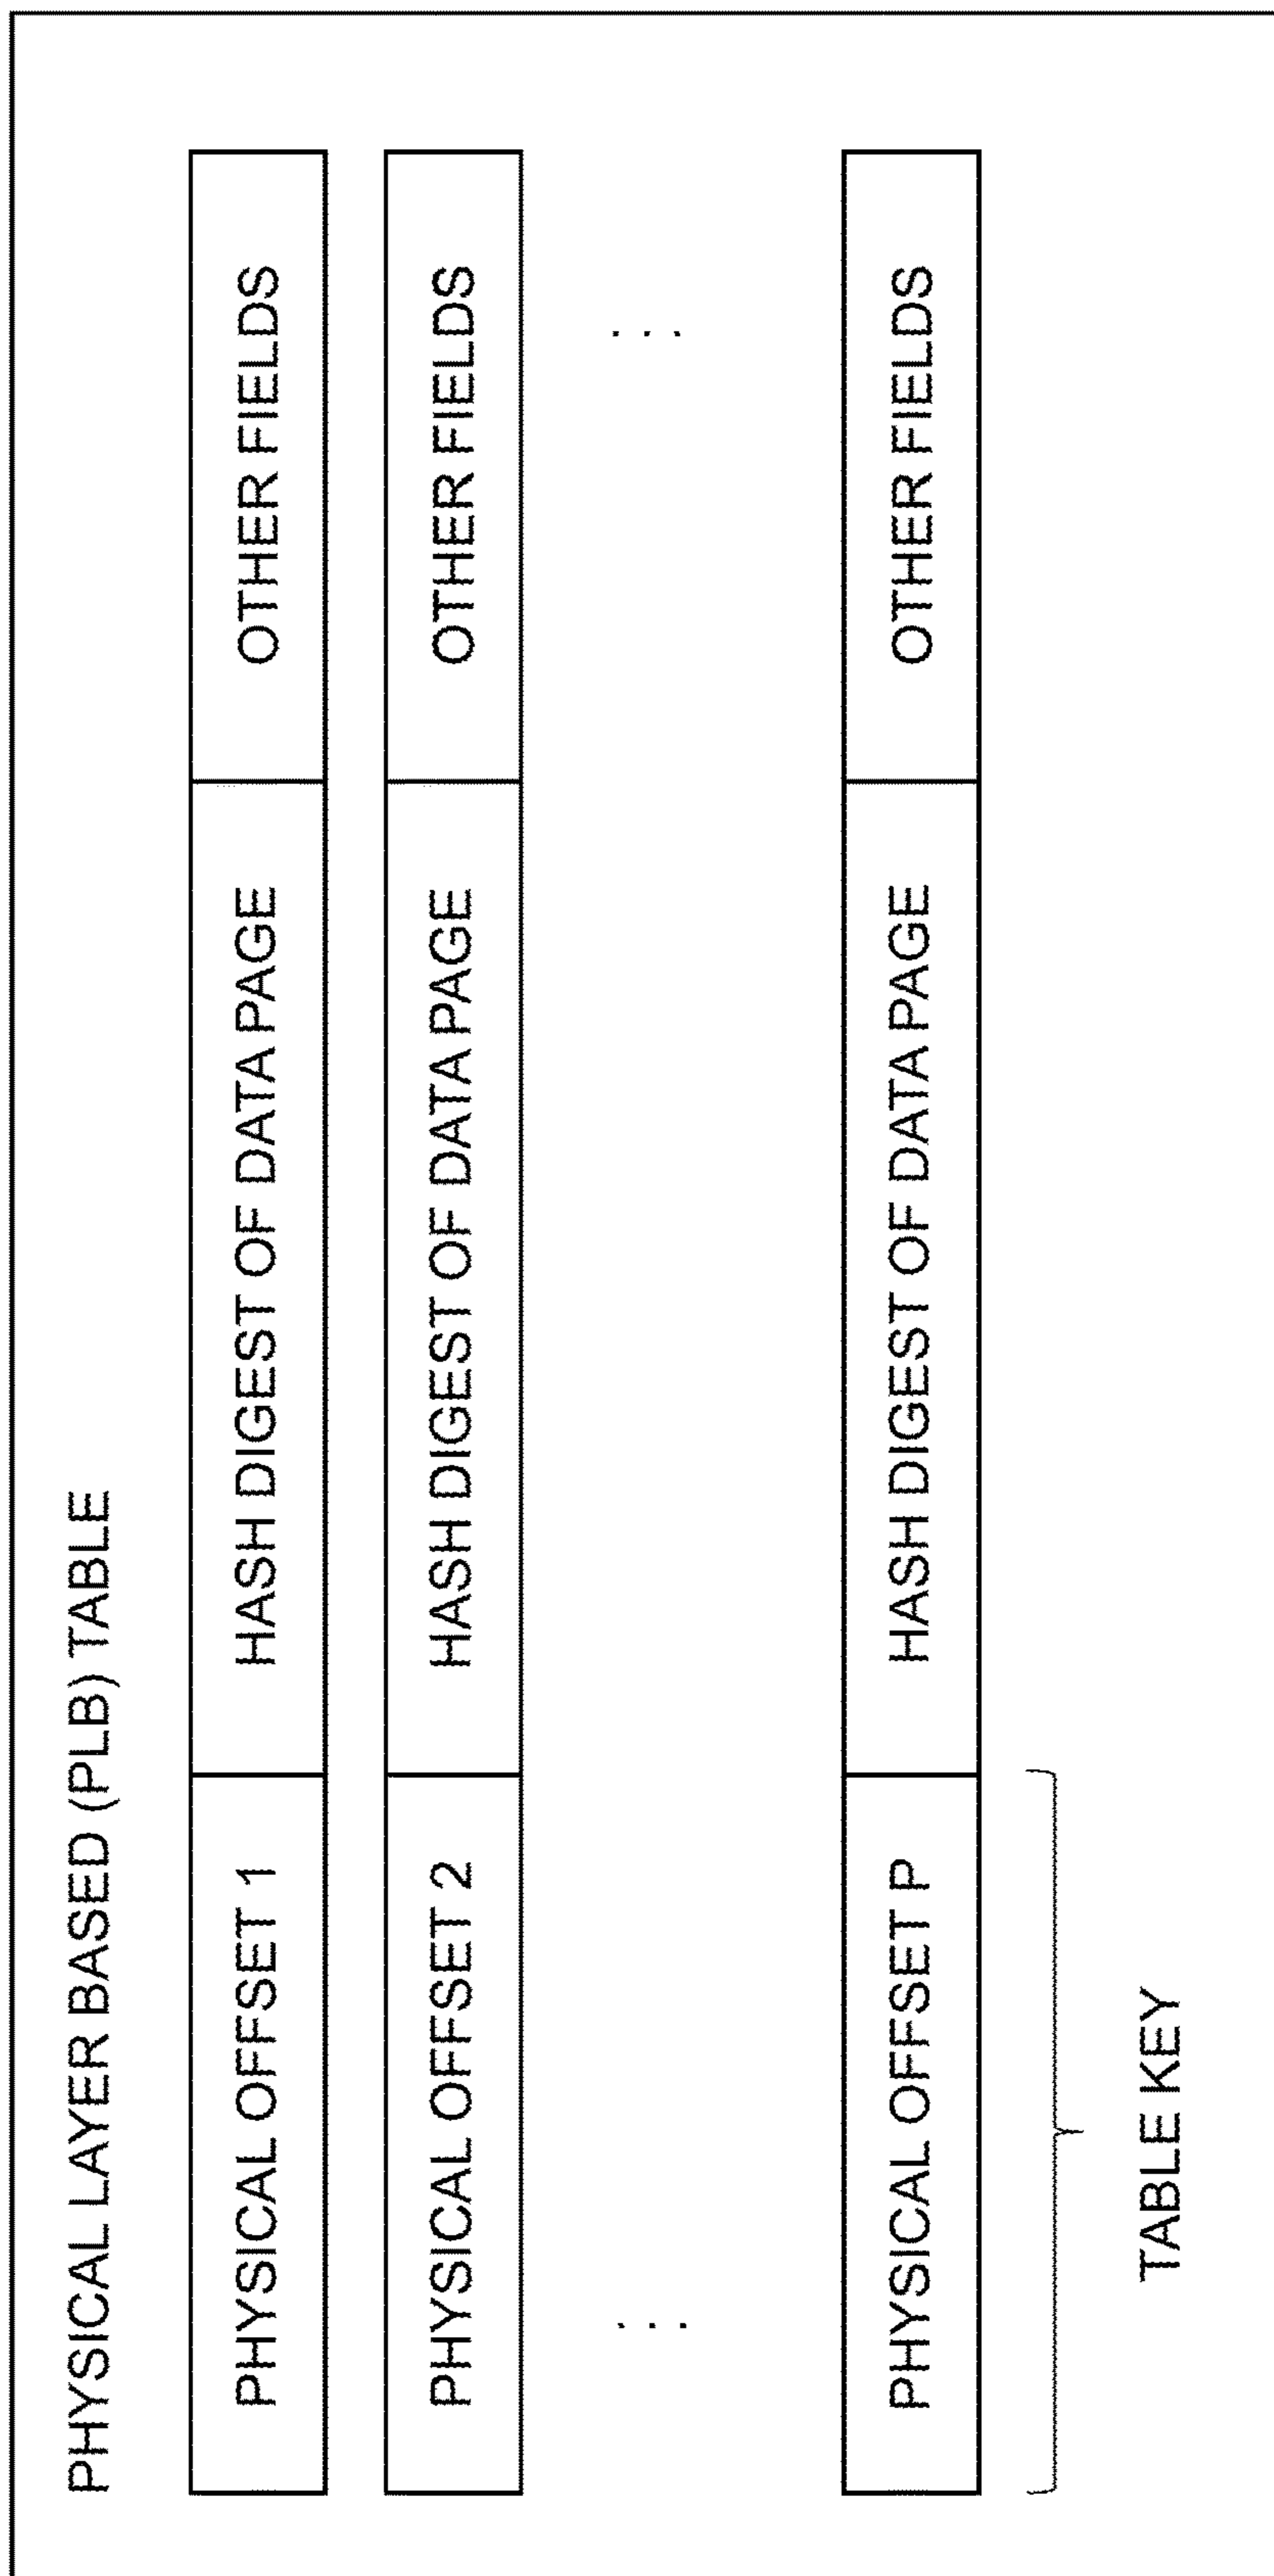 PHYSICAL LAYER BASED (PLB) TABLE
PHYSICAL OFFSET 1 HASH DIGEST OF DATA PAGE OTHER FIELDS
PHYSICAL OFFSET 2 HASH DIGEST OF DATA PAGE OTHER FIELDS
. . . . . .
PHYSICAL OFFSET P HASH DIGEST OF DATA PAGE OTHER FIELDS
TABLE KEY